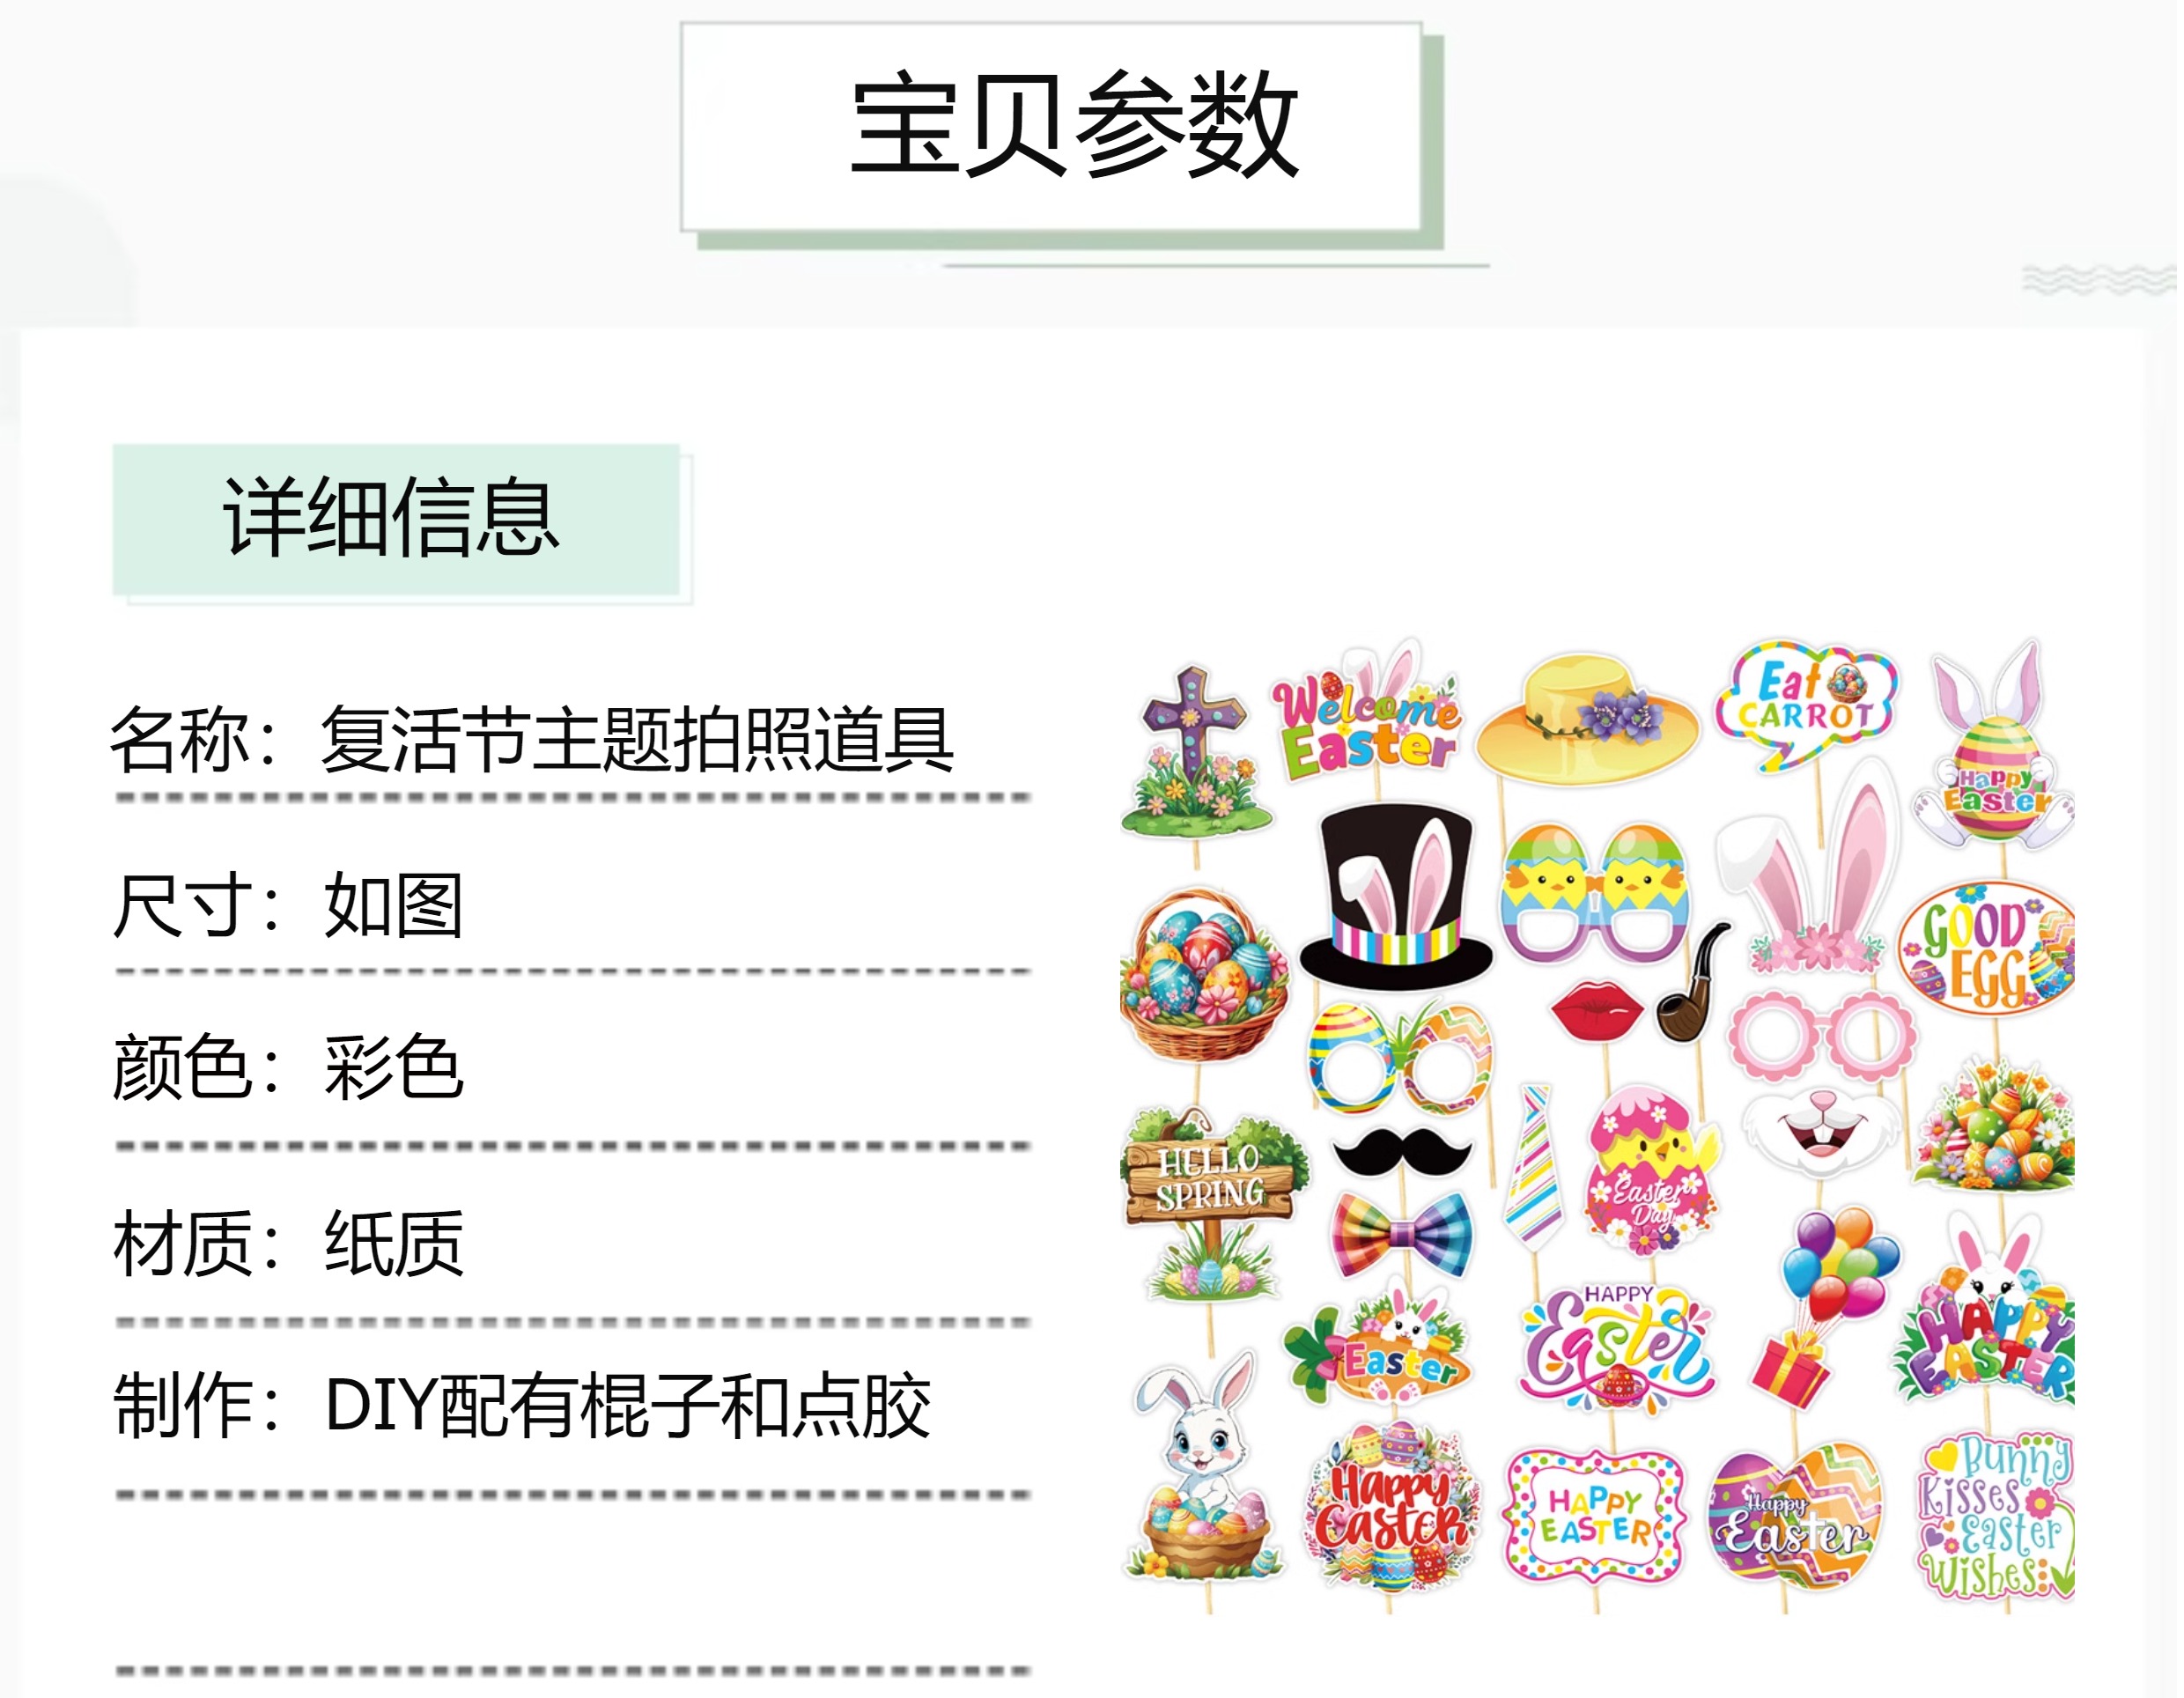 宝贝参数
详细信息
名称：复活节主题拍照道具
尺寸：如图
颜色：彩色
材质：纸质
制作：DIY配有棍子和点胶
Welcome
Easter
Eat
CARROT
Happy
Easter
GOOD
EGG
HELLO
SPRING
Easter
Day
Easter
HAPPY
Easter
HAPPY
EASTER
Happy
Easter
HAPPY
EASTER
Happy
Easter
Bunny
Kisses
Easter
Wishes